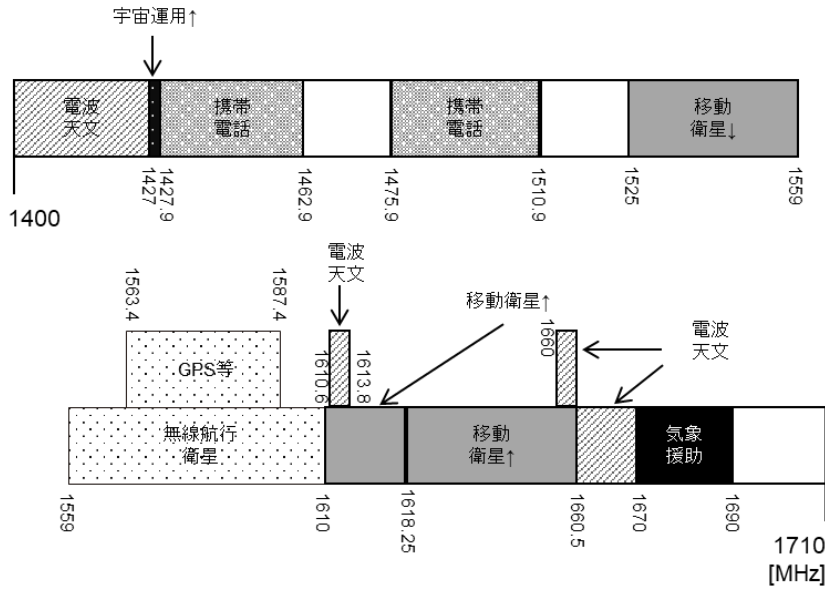 宇宙運用↑
電波
天文
携帯
電話
携帯
電話
移動
衛星↓
1400
1427
1427.9
1462.9
1475.9
1510.9
1525
1559
電波
天文
移動衛星↑
1563.4
1587.4
1610.6
1613.8
1660
電波
天文
GPS等
無線航行
衛星
移動
衛星↑
気象
援助
1559
1610
1618.25
1660.5
1670
1690
1710
[MHz]